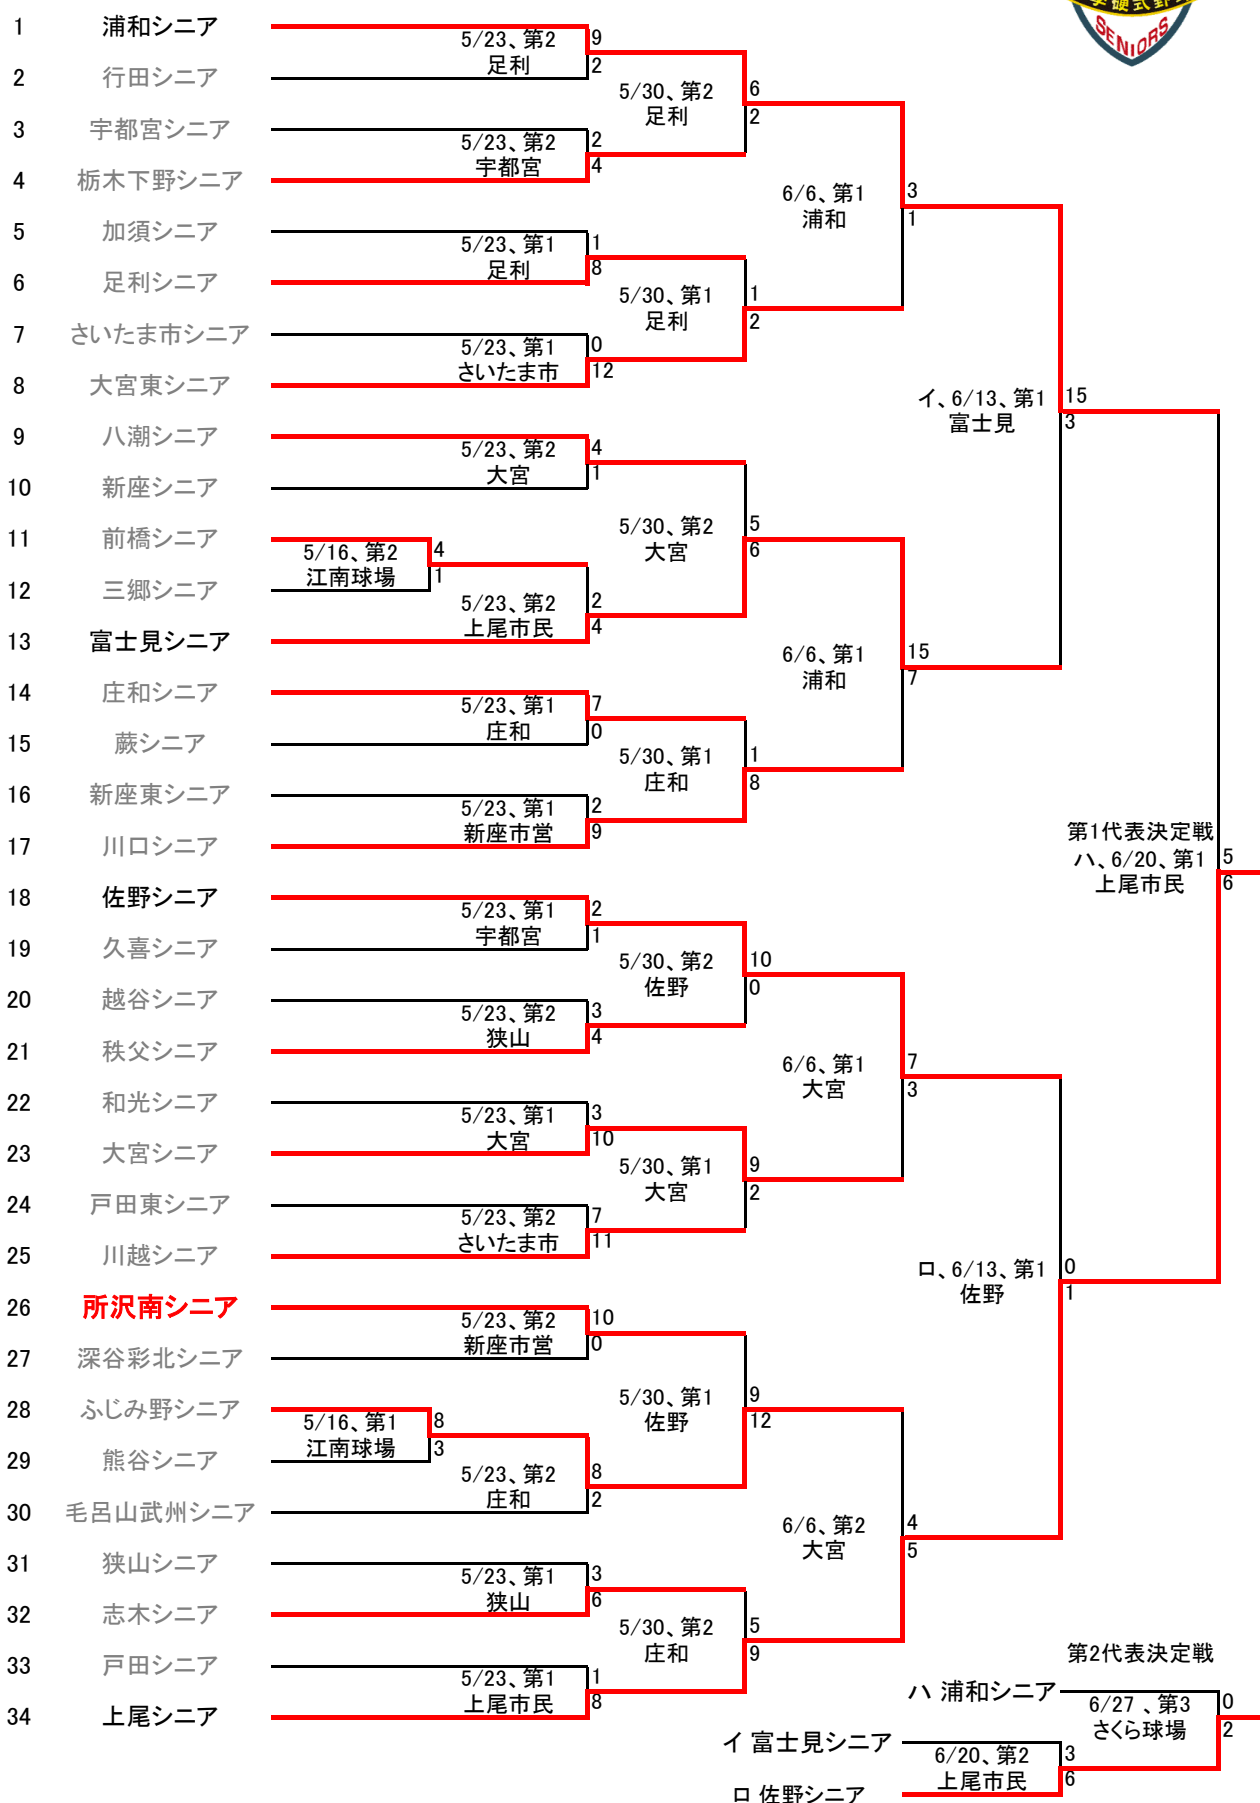 学硬式野
SENIORS
1 浦和シニア
5/23、第2 9
足利 2
2 行田シニア
5/30、第2 6
足利 2
3 宇都宮シニア
5/23、第2 2
宇都宮 4
4 栃木下野シニア
6/6、第1 3
浦和 1
5 加須シニア
5/23、第1 1
足利 8
6 足利シニア
5/30、第1 1
足利 2
7 さいたま市シニア
5/23、第1 0
さいたま市 12
8 大宮東シニア
イ、6/13、第1 15
富士見 3
9 八潮シニア
5/23、第2 4
大宮 1
10 新座シニア
5/30、第2 5
大宮 6
11 前橋シニア
5/16、第2 4
江南球場 1
12 三郷シニア
5/23、第2 2
上尾市民 4
13 富士見シニア
6/6、第1 15
浦和 7
14 庄和シニア
5/23、第1 7
庄和 0
15 蕨シニア
5/30、第1 1
庄和 8
16 新座東シニア
5/23、第1 2
新座市営 9
17 川口シニア
第1代表決定戦
ハ、6/20、第1 5
上尾市民 6
18 佐野シニア
5/23、第1 2
宇都宮 1
19 久喜シニア
5/30、第2 10
佐野 0
20 越谷シニア
5/23、第2 3
狭山 4
21 秩父シニア
6/6、第1 7
大宮 3
22 和光シニア
5/23、第1 3
大宮 10
23 大宮シニア
5/30、第1 9
大宮 2
24 戸田東シニア
5/23、第2 7
さいたま市 11
25 川越シニア
ロ、6/13、第1 0
佐野 1
26 所沢南シニア
5/23、第2 10
新座市営 0
27 深谷彩北シニア
5/30、第1 9
佐野 12
28 ふじみ野シニア
5/16、第1 8
江南球場 3
29 熊谷シニア
5/23、第2 8
庄和 2
30 毛呂山武州シニア
6/6、第2 4
大宮 5
31 狭山シニア
5/23、第1 3
狭山 6
32 志木シニア
5/30、第2 5
庄和 9
33 戸田シニア
5/23、第1 1
上尾市民 8
34 上尾シニア
第2代表決定戦
ハ 浦和シニア
6/27 、第3 0
さくら球場 2
イ 富士見シニア
6/20、第2 3
上尾市民 6
ロ 佐野シニア